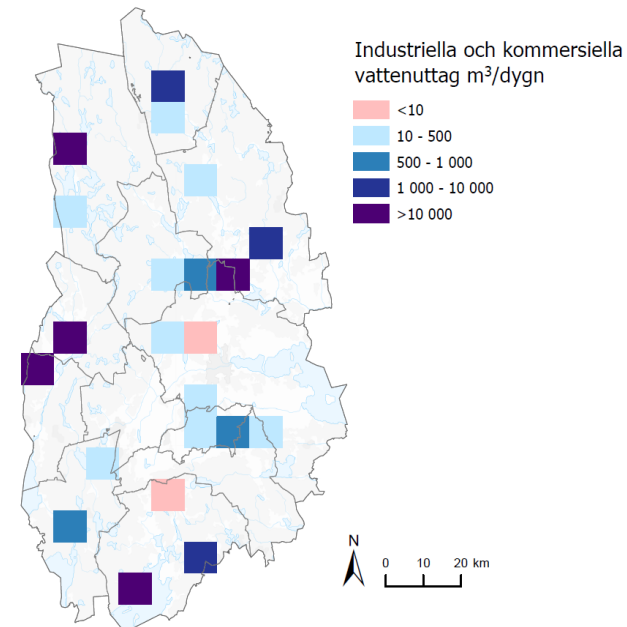 Industriella och kommersiella
vattenuttag m³/dygn
<10
10 - 500
500 - 1 000
1 000 - 10 000
>10 000
N
0 10 20 km